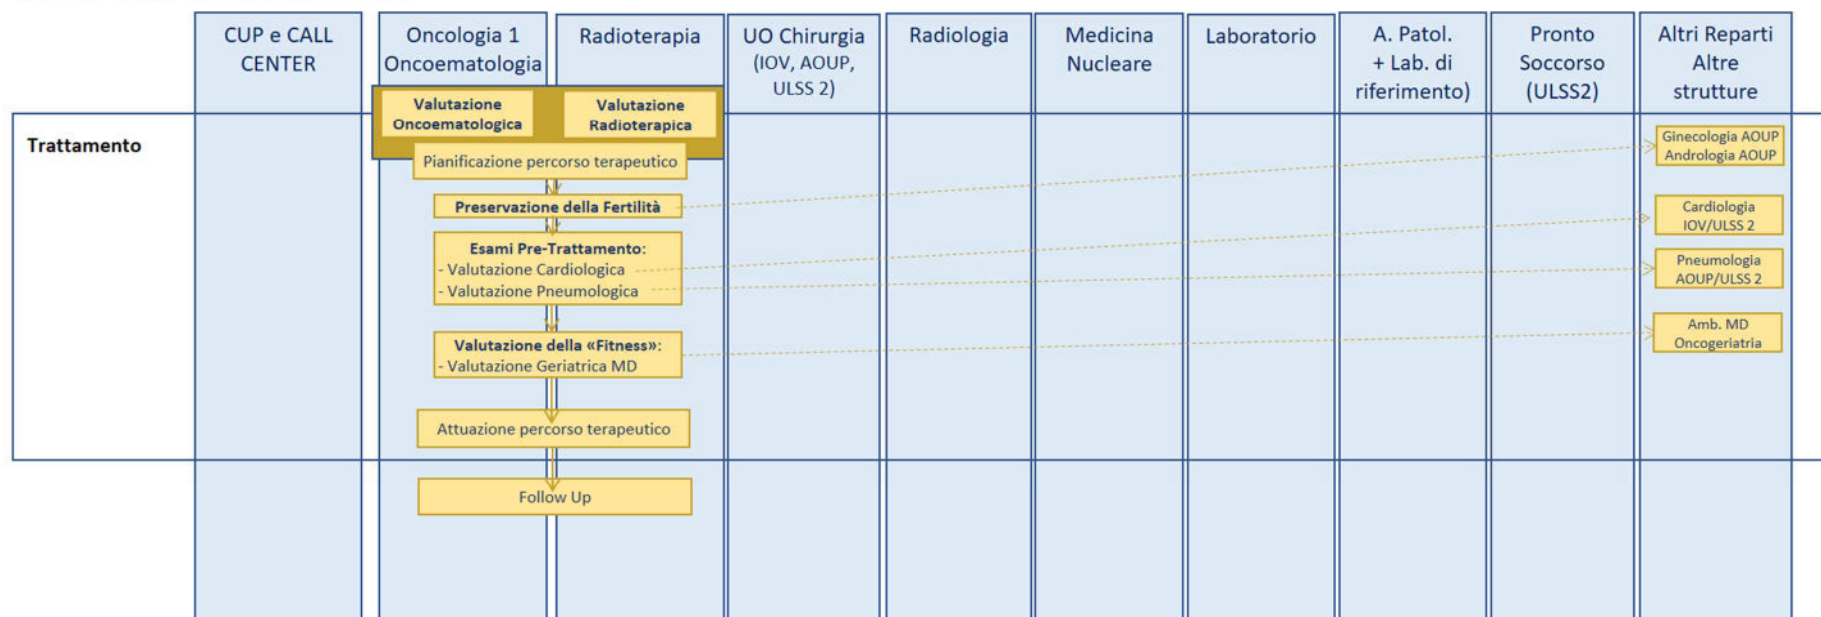 CUP e CALL
CENTER
Oncologia 1
Oncoematologia
Radioterapia
UO Chirurgia
(IOV, AOUP,
ULSS 2)
Radiologia
Medicina
Nucleare
Laboratorio
A. Patol.
+ Lab. di
riferimento)
Pronto
Soccorso
(ULSS2)
Altri Reparti
Altre
strutture
Trattamento
Valutazione
Oncoematologica
Valutazione
Radioterapica
Pianificazione percorso terapeutico
Preservazione della Fertilità
Esami Pre-Trattamento:
- Valutazione Cardiologica
- Valutazione Pneumologica
Valutazione della «Fitness»:
- Valutazione Geriatrica MD
Attuazione percorso terapeutico
Follow Up
Ginecologia AOUP
Andrologia AOUP
Cardiologia
IOV/ULSS 2
Pneumologia
AOUP/ULSS 2
Amb. MD
Oncogeriatria